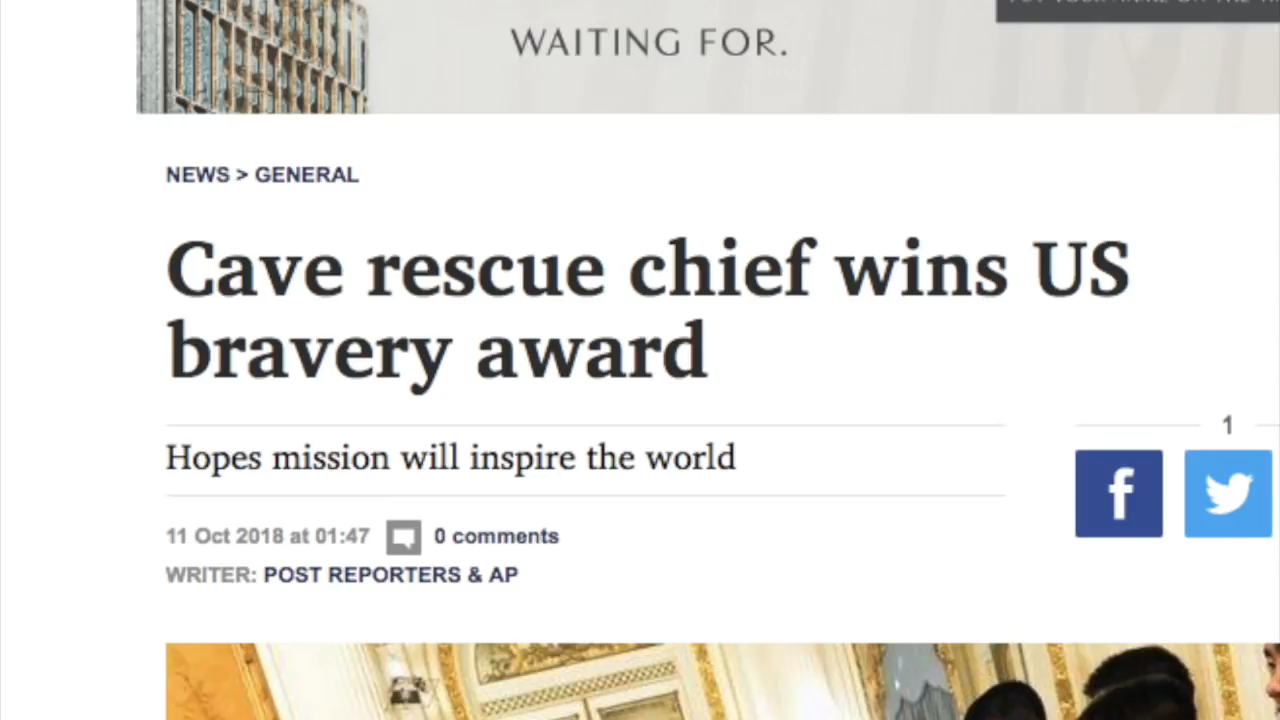 WAITING FOR.
NEWS > GENERAL
Cave rescue chief wins US
bravery award
Hopes mission will inspire the world
1
11 Oct 2018 at 01:47 0 comments
WRITER: POST REPORTERS & AP